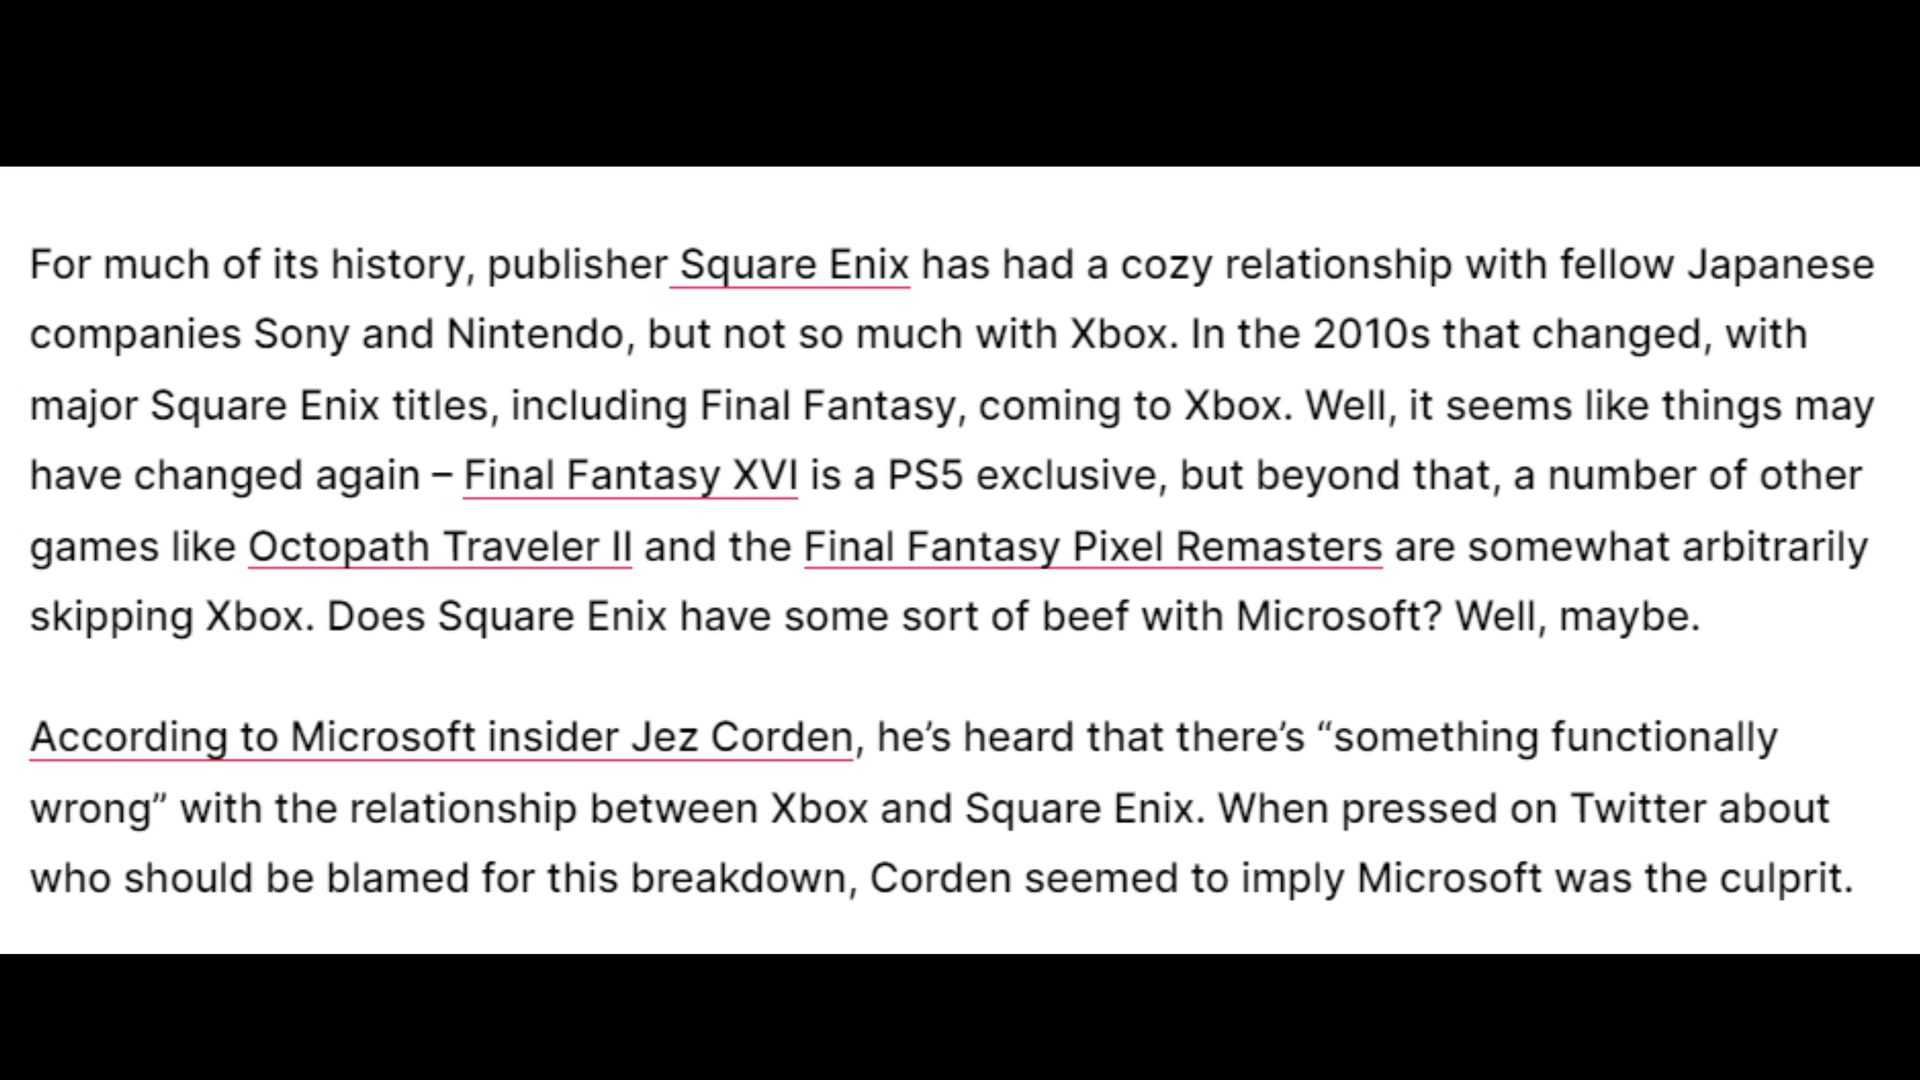 For much of its history, publisher Square Enix has had a cozy relationship with fellow Japanese
companies Sony and Nintendo, but not so much with Xbox. In the 2010s that changed, with
major Square Enix titles, including Final Fantasy, coming to Xbox. Well, it seems like things may
have changed again – Final Fantasy XVI is a PS5 exclusive, but beyond that, a number of other
games like Octopath Traveler II and the Final Fantasy Pixel Remasters are somewhat arbitrarily
skipping Xbox. Does Square Enix have some sort of beef with Microsoft? Well, maybe.
According to Microsoft insider Jez Corden, he’s heard that there’s “something functionally
wrong” with the relationship between Xbox and Square Enix. When pressed on Twitter about
who should be blamed for this breakdown, Corden seemed to imply Microsoft was the culprit.